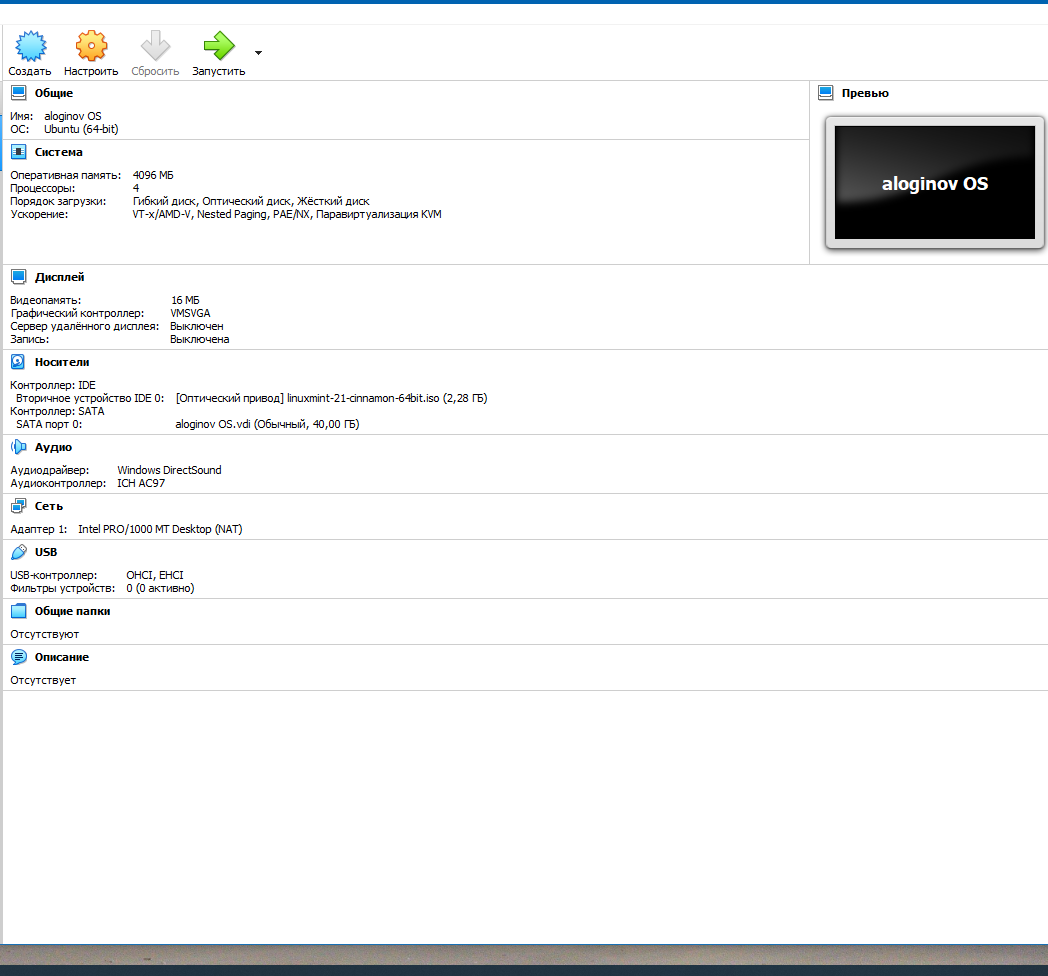 Создать Настроить Сбросить Запустить
Общие
Имя: aloginov OS
ОС: Ubuntu (64-bit)
Превью
aloginov OS
Система
Оперативная память: 4096 МБ
Процессоры: 4
Порядок загрузки: Гибкий диск, Оптический диск, Жёсткий диск
Ускорение: VT-x/AMD-V, Nested Paging, PAE/NX, Паравиртуализация KVM
Дисплей
Видеопамять: 16 МБ
Графический контроллер: VMSVGA
Сервер удалённого дисплея: Выключен
Запись: Выключена
Носители
Контроллер: IDE
Вторичное устройство IDE 0: [Оптический привод] linuxmint-21-cinnamon-64bit.iso (2,28 ГБ)
Контроллер: SATA
SATA порт 0: aloginov OS.vdi (Обычный, 40,00 ГБ)
Аудио
Аудиодрайвер: Windows DirectSound
Аудиоконтроллер: ICH AC97
Сеть
Адаптер 1: Intel PRO/1000 MT Desktop (NAT)
USB
USB-контроллер: OHCI, EHCI
Фильтры устройств: 0 (0 активно)
Общие папки
Отсутствуют
Описание
Отсутствует